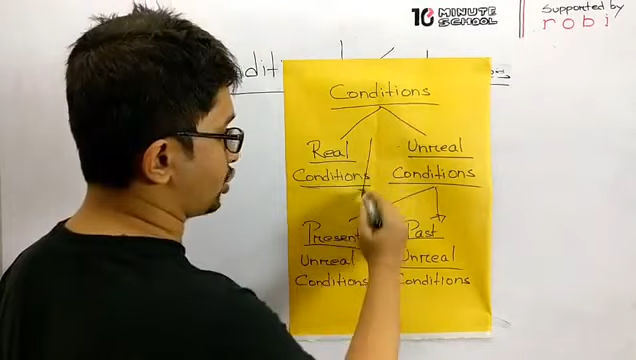 10 MINUTE SCHOOL
Supported by
robi
Conditions
Real
Conditions
Unreal
Conditions
Present
Unreal
Conditions
Past
Unreal
Conditions